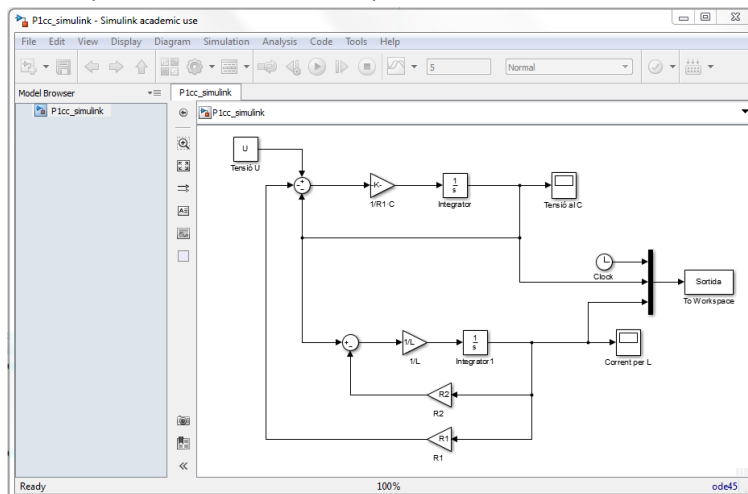 P1cc_simulink - Simulink academic use
File Edit View Display Diagram Simulation Analysis Code Tools Help
5 Normal
Model Browser P1cc_simulink
P1cc_simulink P1cc_simulink
U
Tensió U
-K-
1/R1·C
1
s
Integrator
Tensió al C
Clock
Sortida
To Workspace
1/L
1/L
1
s
Integrator1
Corrent per L
R2
R2
R1
R1
Ready 100% ode45